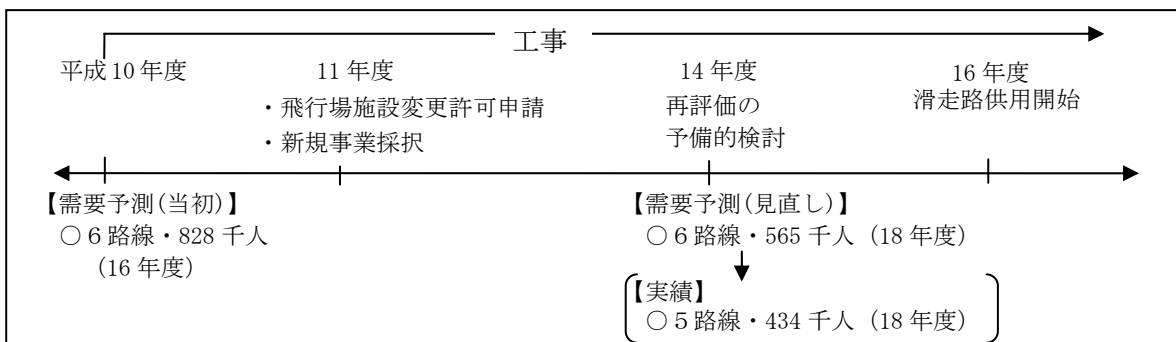 工事
平成10年度
11年度
14年度
16年度
・飛行場施設変更許可申請
・新規事業採択
再評価の
予備的検討
滑走路供用開始
【需要予測(当初)】
○6路線・828千人
(16年度)
【需要予測(見直し)】
○6路線・565千人 (18年度)
【実績】
○5路線・434千人 (18年度)